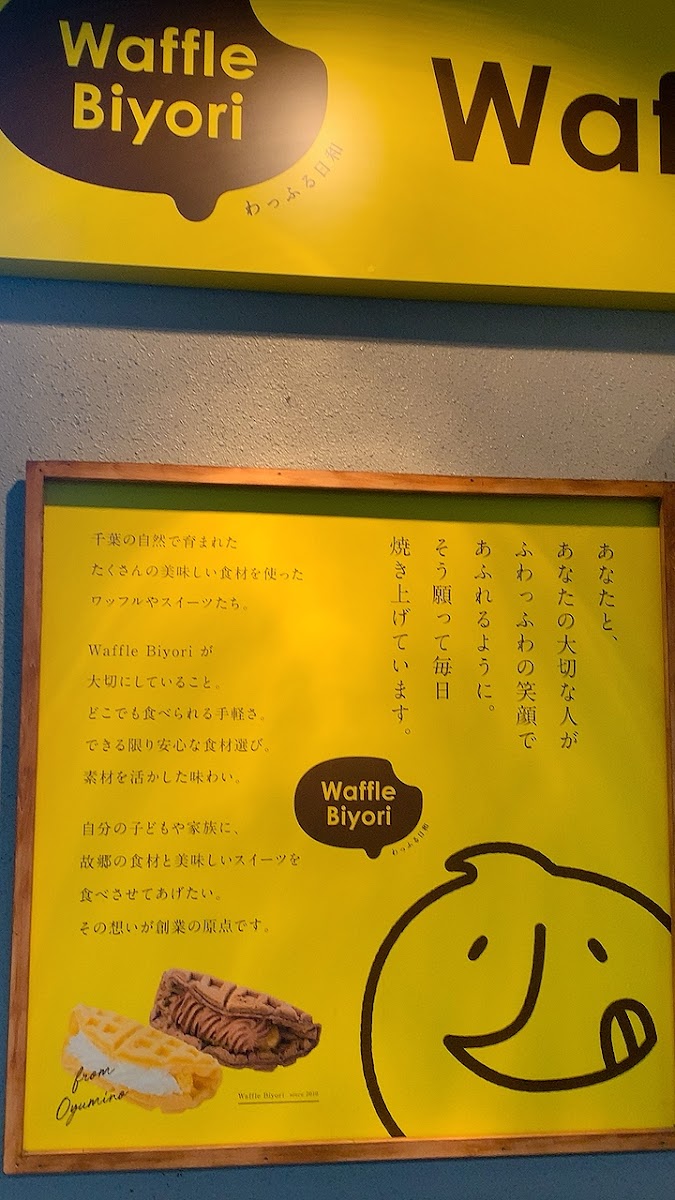 Waffle
Biyori
わっふる日和
Waf
あなたと、
あなたの大切な人が
ふわっふわの笑顔で
あふれるように。
そう願って毎日
焼き上げています。
千葉の自然で育まれた
たくさんの美味しい食材を使った
ワッフルやスイーツたち。
Waffle Biyori が
大切にしていること。
どこでも食べられる手軽さ。
できる限り安心な食材選び。
素材を活かした味わい。
自分の子どもや家族に、
故郷の食材と美味しいスイーツを
食べさせてあげたい。
その想いが創業の原点です。
Waffle
Biyori
わっふる日和
from
Oyumino
Waffle Biyori since 2010